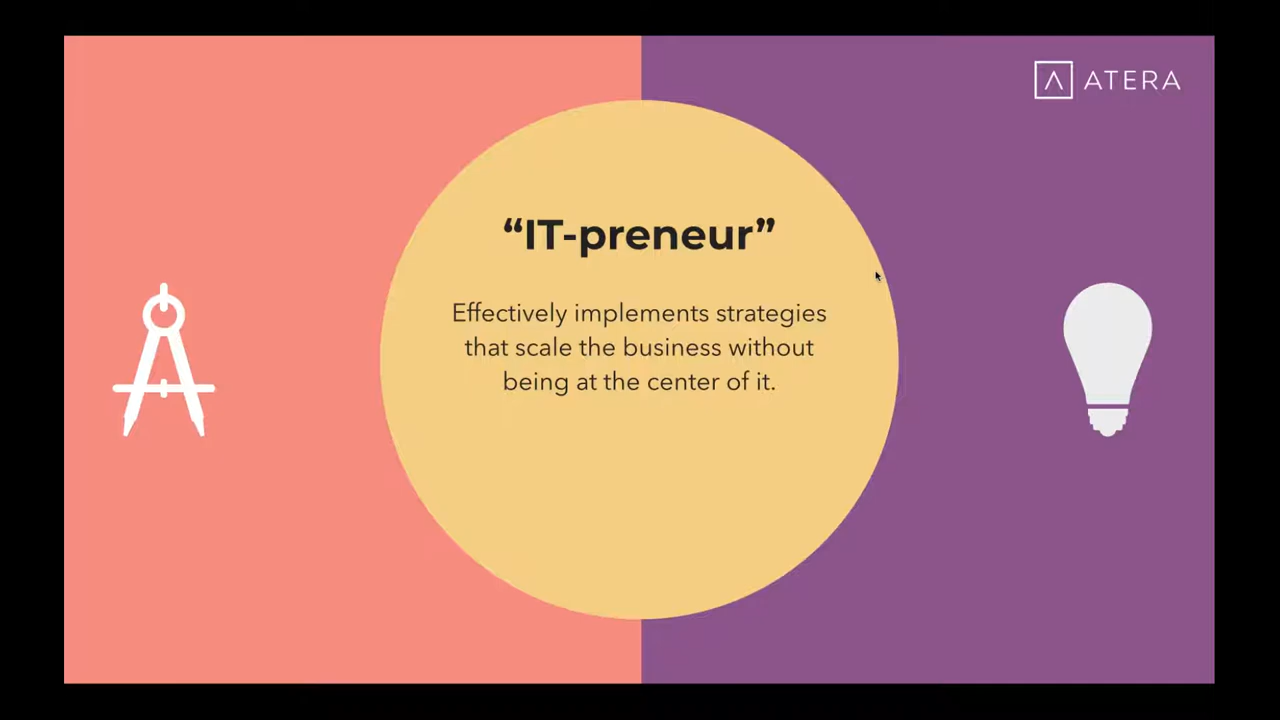 ATERA
“IT-preneur”
Effectively implements strategies
that scale the business without
being at the center of it.